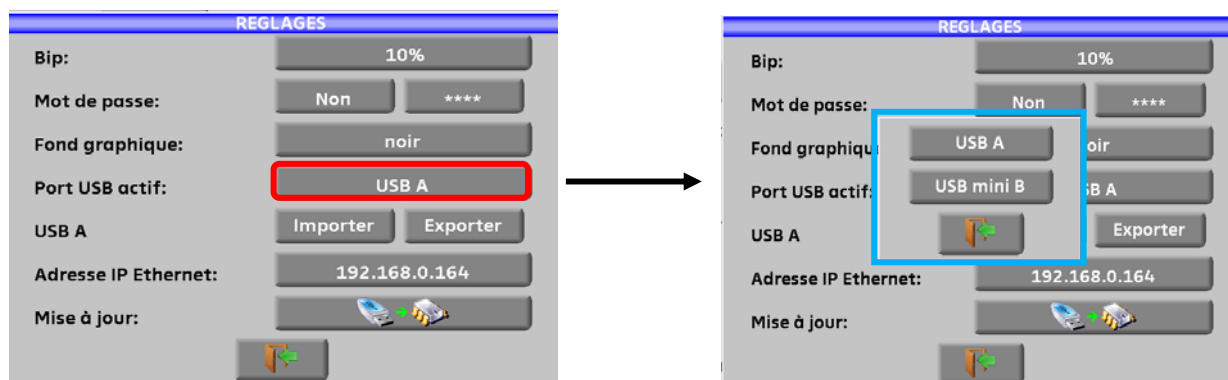 REGLAGES
Bip: 10%
Mot de passe: Non ****
Fond graphique: noir
Port USB actif: USB A
USB A Importer Exporter
Adresse IP Ethernet: 192.168.0.164
Mise à jour:
REGLAGES
Bip: 10%
Mot de passe: Non ****
Fond graphiqu USB A oir
Port USB actif: USB mini B B A
USB A Exporter
Adresse IP Ethernet: 192.168.0.164
Mise à jour: